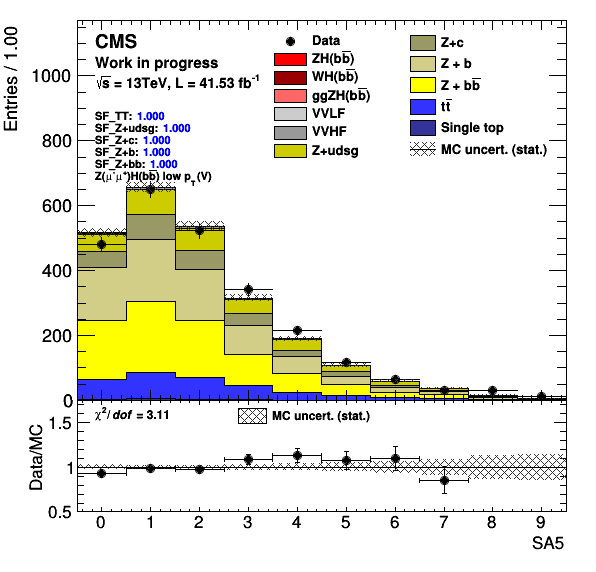 CMS
Work in progress
√s = 13TeV, L = 41.53 fb⁻¹
SF_TT: 1.000
SF_Z+udsg: 1.000
SF_Z+c: 1.000
SF_Z+b: 1.000
SF_Z+bb: 1.000
Z(μ⁻μ⁺)H(bb̅) low p_T(V)
Data
ZH(bb̅)
WH(bb̅)
ggZH(bb̅)
VVLF
VVHF
Z+udsg
Z+c
Z + b
Z + bb̅
tt̅
Single top
MC uncert. (stat.)
Entries / 1.00
1000
800
600
400
200
0
χ²/dof = 3.11
MC uncert. (stat.)
Data/MC
1.5
1
0.5
0 1 2 3 4 5 6 7 8 9
SA5